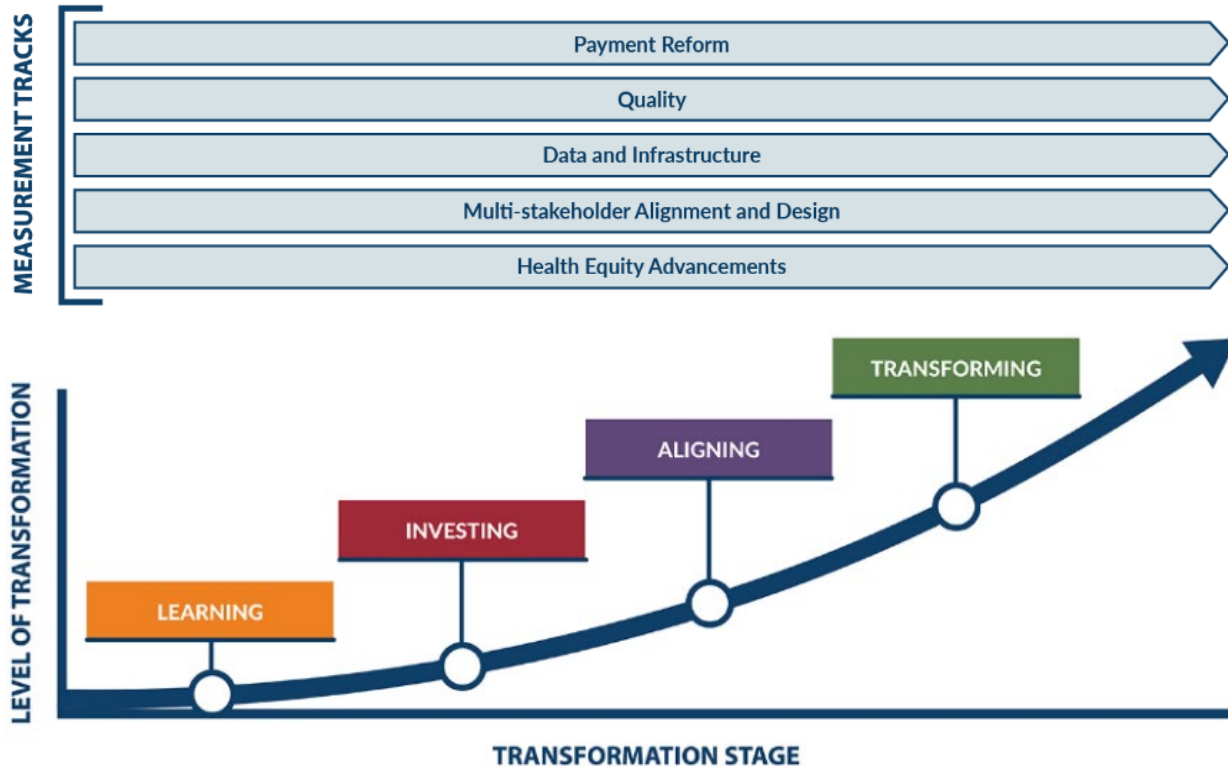 MEASUREMENT TRACKS
Payment Reform
Quality
Data and Infrastructure
Multi-stakeholder Alignment and Design
Health Equity Advancements
LEVEL OF TRANSFORMATION
TRANSFORMING
ALIGNING
INVESTING
LEARNING
TRANSFORMATION STAGE